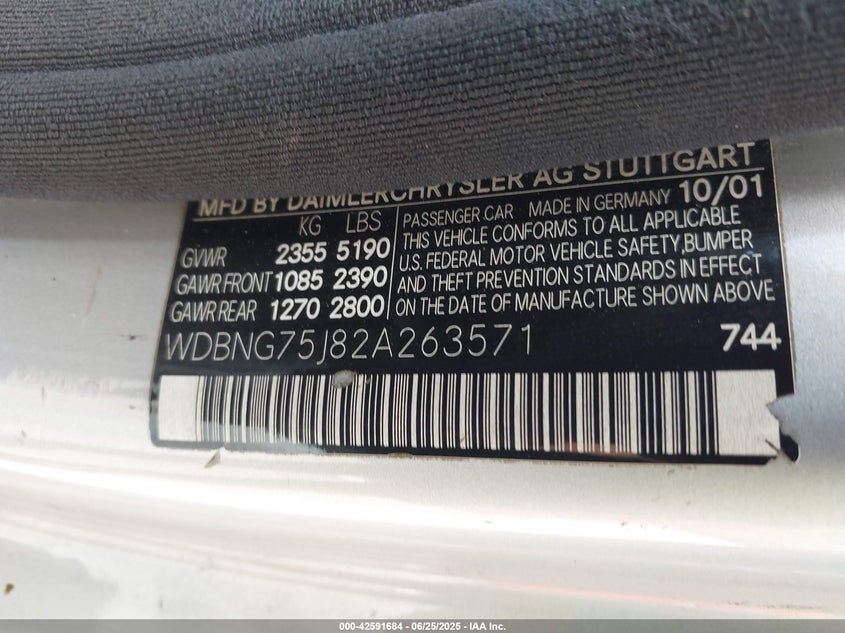 MFD BY DAIMLERCHRYSLER AG STUTTGART
KG LBS
GVWR 2355 5190
GAWR FRONT 1085 2390
GAWR REAR 1270 2800
PASSENGER CAR MADE IN GERMANY 10/01
THIS VEHICLE CONFORMS TO ALL APPLICABLE
U.S. FEDERAL MOTOR VEHICLE SAFETY, BUMPER
AND THEFT PREVENTION STANDARDS IN EFFECT
ON THE DATE OF MANUFACTURE SHOWN ABOVE
WDBNG75J82A263571 744
000-42591684 - 06/25/2025 - IAA Inc.